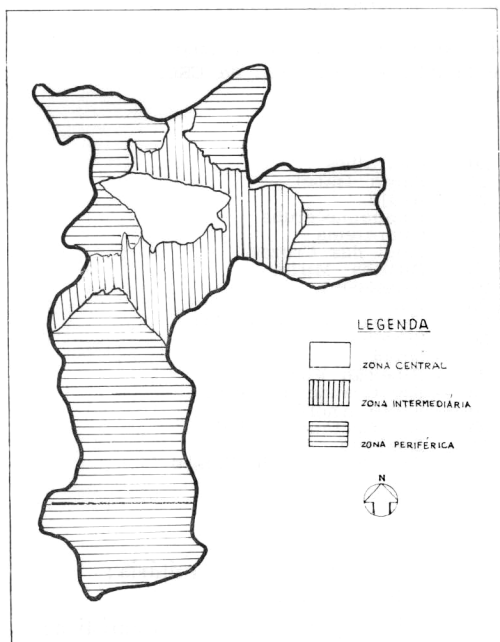 LEGENDA
ZONA CENTRAL
ZONA INTERMEDIÁRIA
ZONA PERIFÉRICA
N